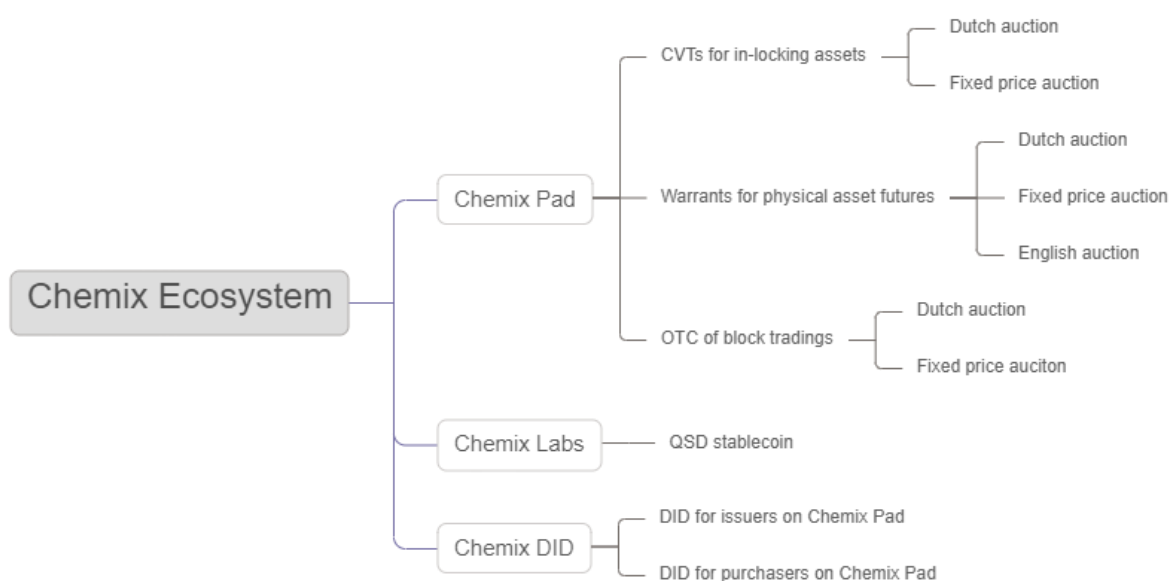 Dutch auction
CVTs for in-locking assets
Fixed price auction
Dutch auction
Chemix Pad
Warrants for physical asset futures
Fixed price auction
English auction
Chemix Ecosystem
Dutch auction
OTC of block tradings
Fixed price auciton
Chemix Labs
QSD stablecoin
DID for issuers on Chemix Pad
Chemix DID
DID for purchasers on Chemix Pad